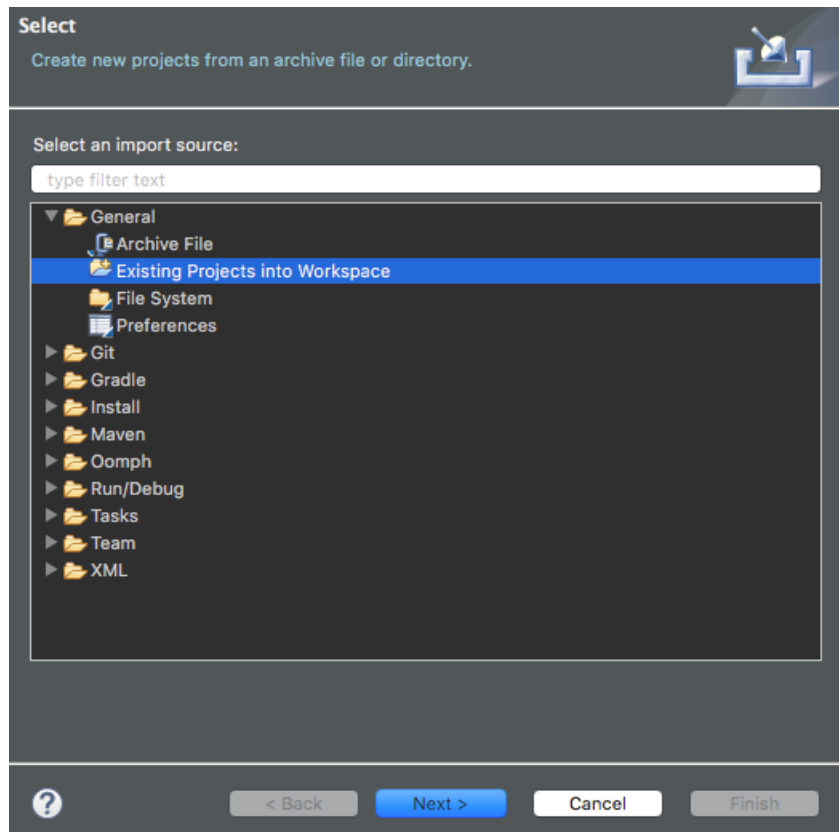 Select
Create new projects from an archive file or directory.
Select an import source:
type filter text
General
Archive File
Existing Projects into Workspace
File System
Preferences
Git
Gradle
Install
Maven
Oomph
Run/Debug
Tasks
Team
XML
? < Back Next > Cancel Finish